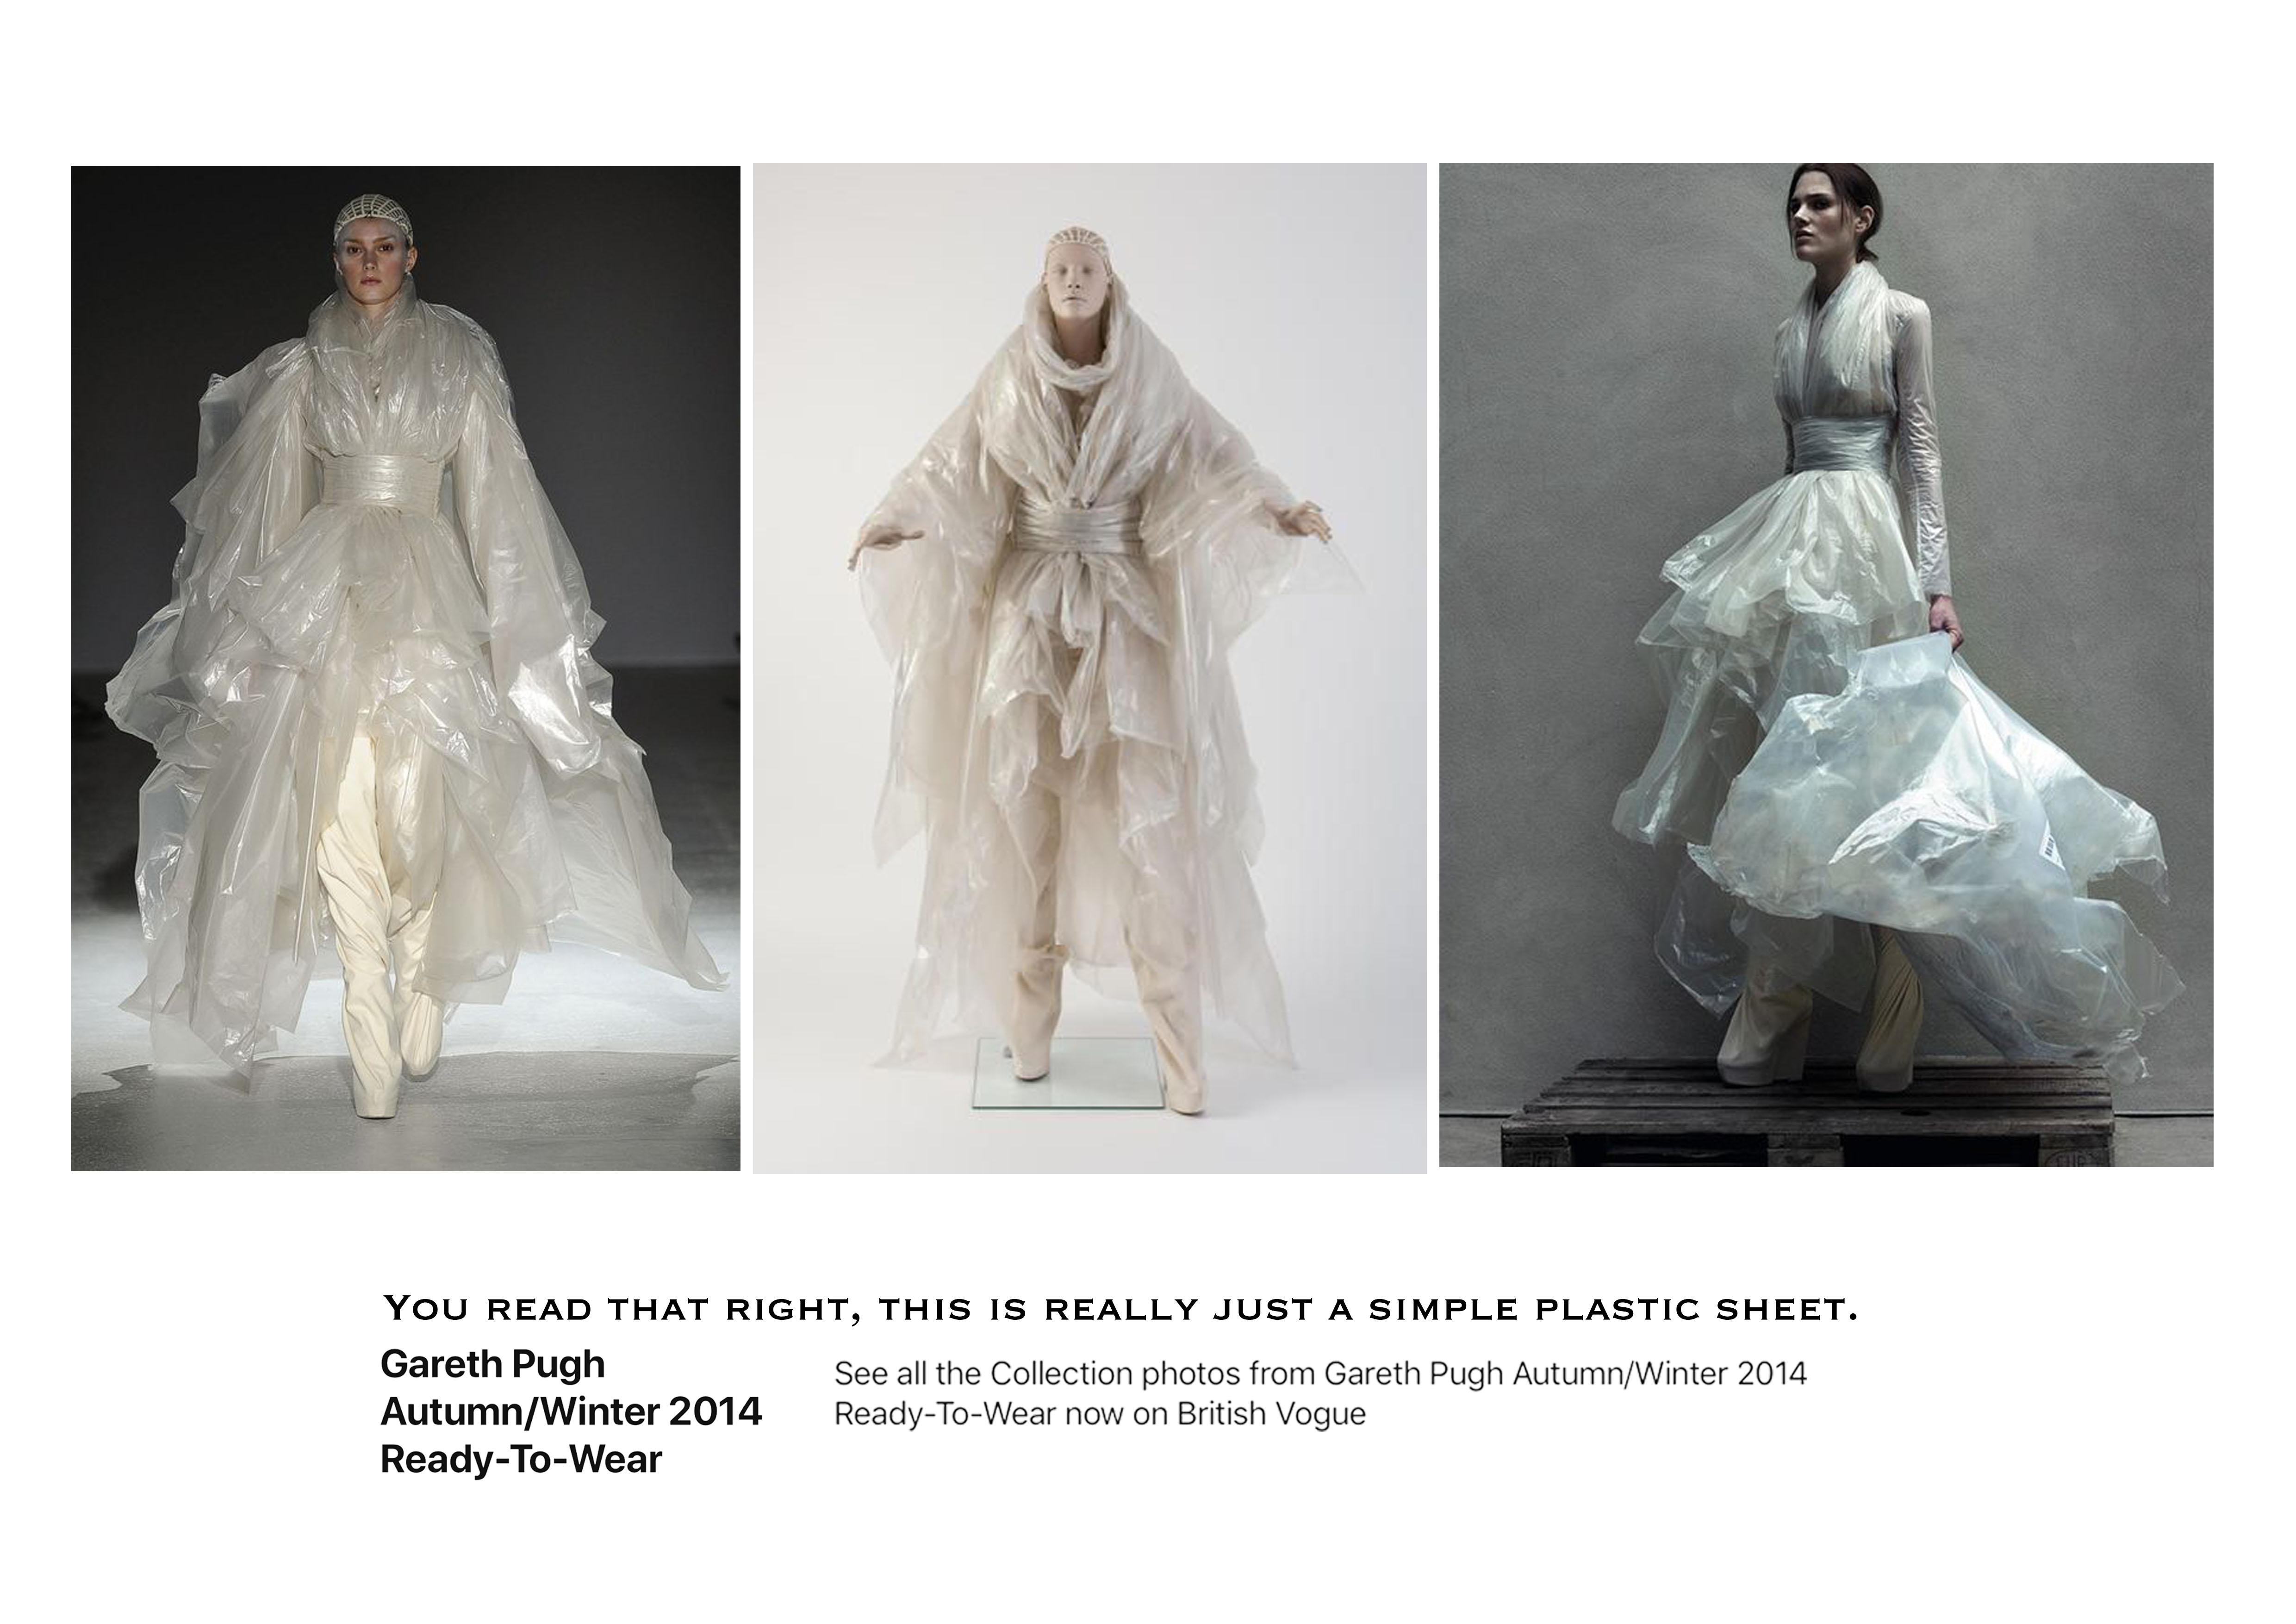 You read that right, this is really just a simple plastic sheet.
Gareth Pugh
Autumn/Winter 2014
Ready-To-Wear
See all the Collection photos from Gareth Pugh Autumn/Winter 2014
Ready-To-Wear now on British Vogue